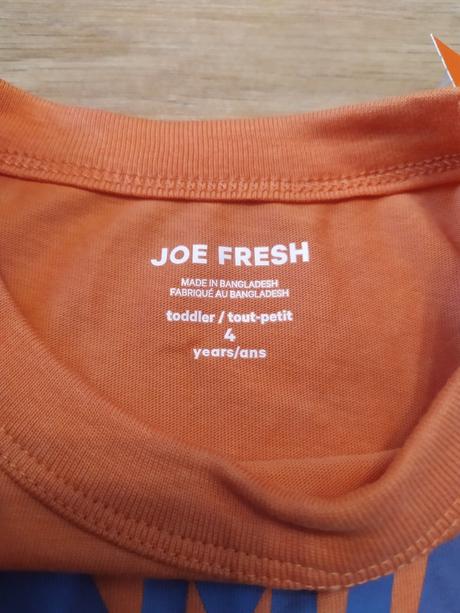 JOE FRESH
MADE IN BANGLADESH
FABRIQUÉ AU BANGLADESH
toddler / tout-petit
4
years/ans